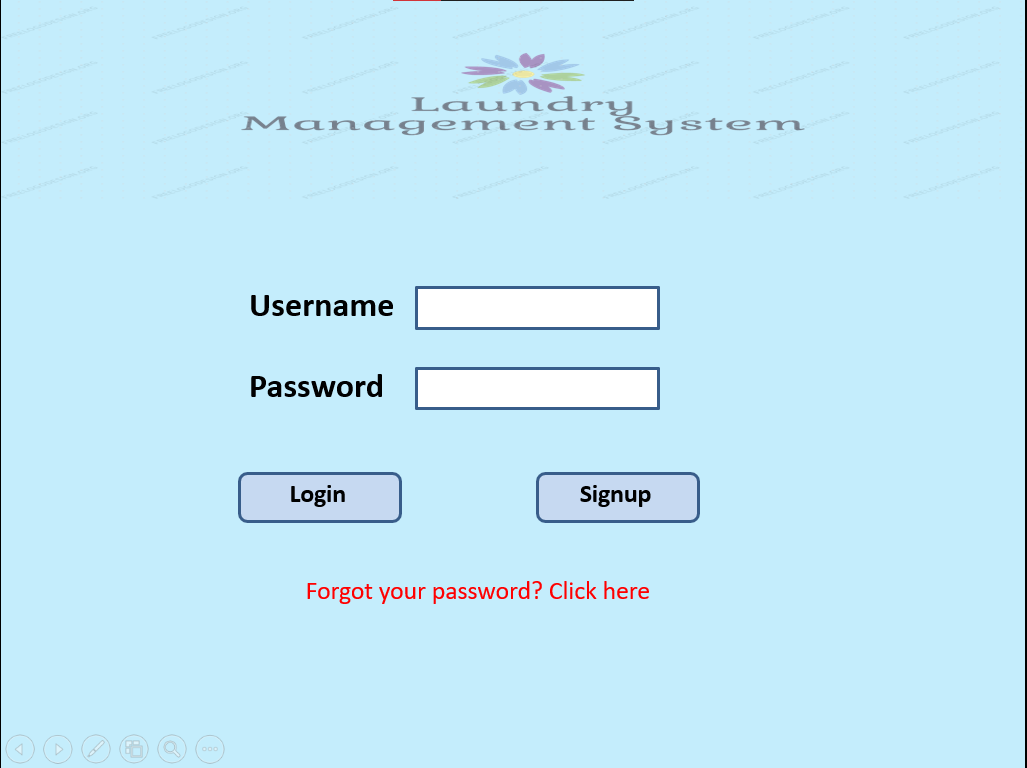 Laundry
Management System
Username
Password
Login
Signup
Forgot your password? Click here